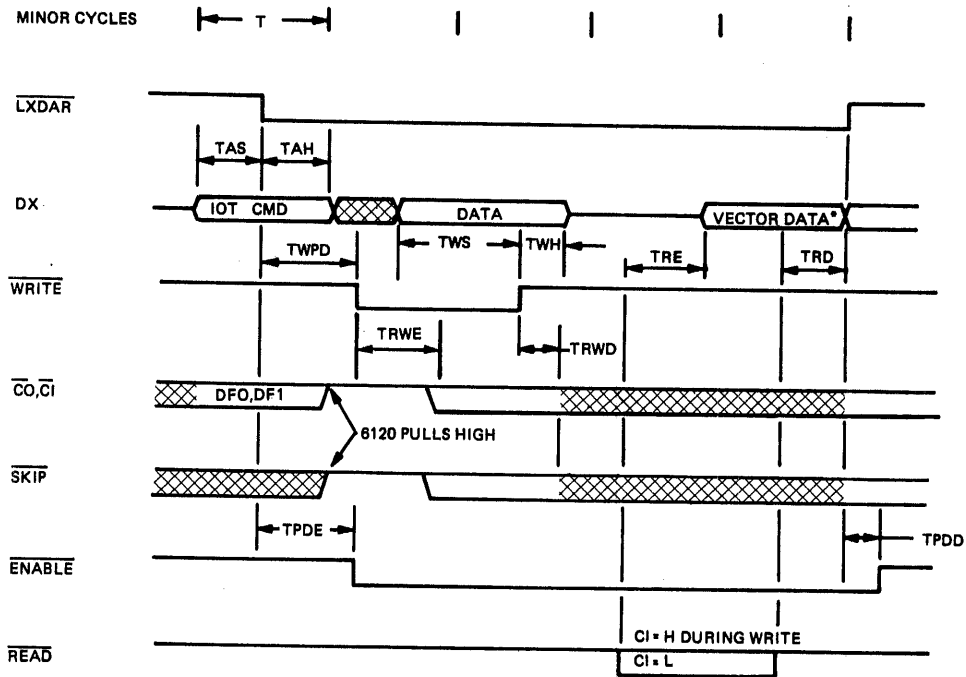 MINOR CYCLES
T
LXDAR
TAS
TAH
DX
IOT CMD
DATA
VECTOR DATA*
TWPD
TWS
TWH
TRE
TRD
WRITE
TRWE
TRWD
CO,CI
DFO,DF1
6120 PULLS HIGH
SKIP
TPDE
TPDD
ENABLE
CI = H DURING WRITE
READ
CI = L